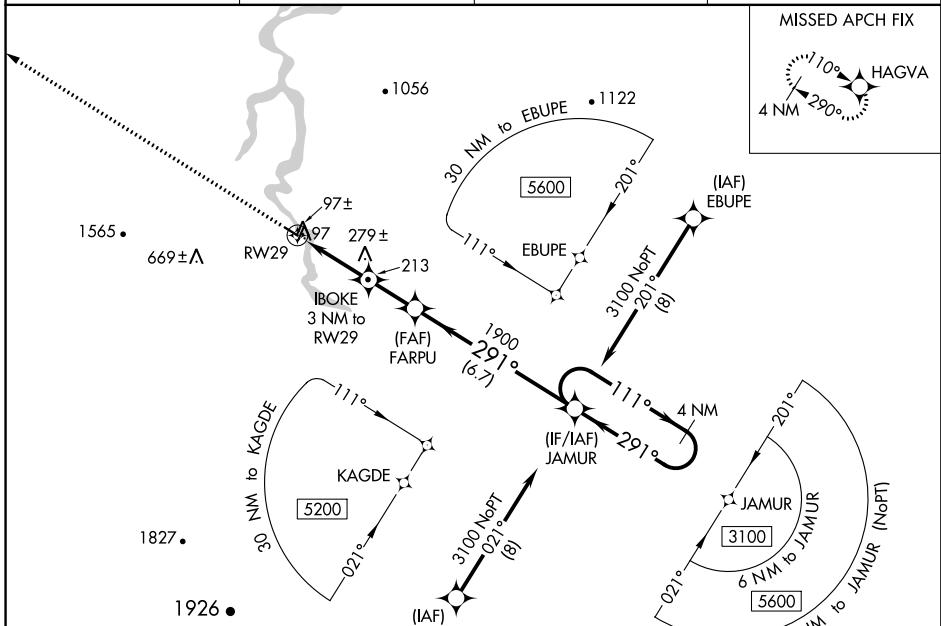 MISSED APCH FIX
110°
HAGVA
4 NM
290°
1056
1122
30 NM to EBUPE
5600
201°
111°
EBUPE
(IAF)
EBUPE
3100 NoPT
201°
(8)
1565
669±
97±
97
RW29
279±
213
IBOKE
3 NM to
RW29
(FAF)
FARPU
1900
291°
(6.7)
111°
4 NM
291°
(IF/IAF)
JAMUR
111°
30 NM to KAGDE
KAGDE
5200
021°
3100 NoPT
021°
(8)
(IAF)
201°
JAMUR
3100
6 NM to JAMUR
021°
5600
NM to JAMUR (NoPT)
1827
1926